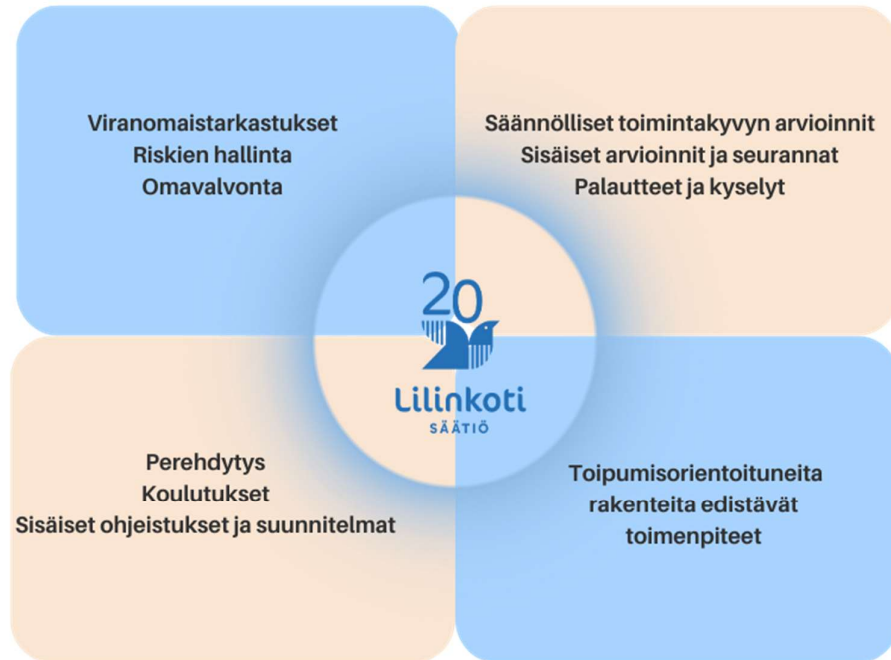 Viranomaistarkastukset
Riskien hallinta
Omavalvonta
Säännölliset toimintakyvyn arvioinnit
Sisäiset arvioinnit ja seurannat
Palautteet ja kyselyt
20
Lilinkoti
SÄÄTIÖ
Perehdytys
Koulutukset
Sisäiset ohjeistukset ja suunnitelmat
Toipumisorientoituneita
rakenteita edistävät
toimenpiteet